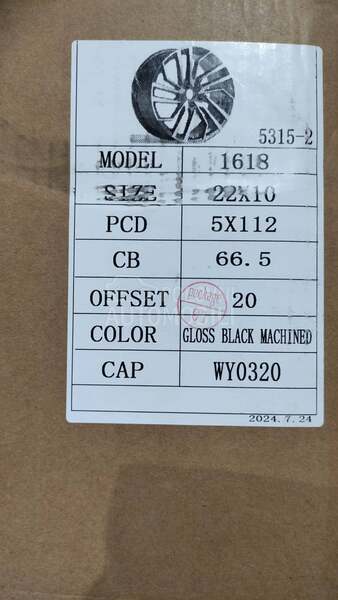 5315-2
MODEL 1618
SIZE 22X10
PCD 5X112
CB 66.5
OFFSET 20
package
COLOR GLOSS BLACK MACHINED
CAP WY0320
2024.7.24